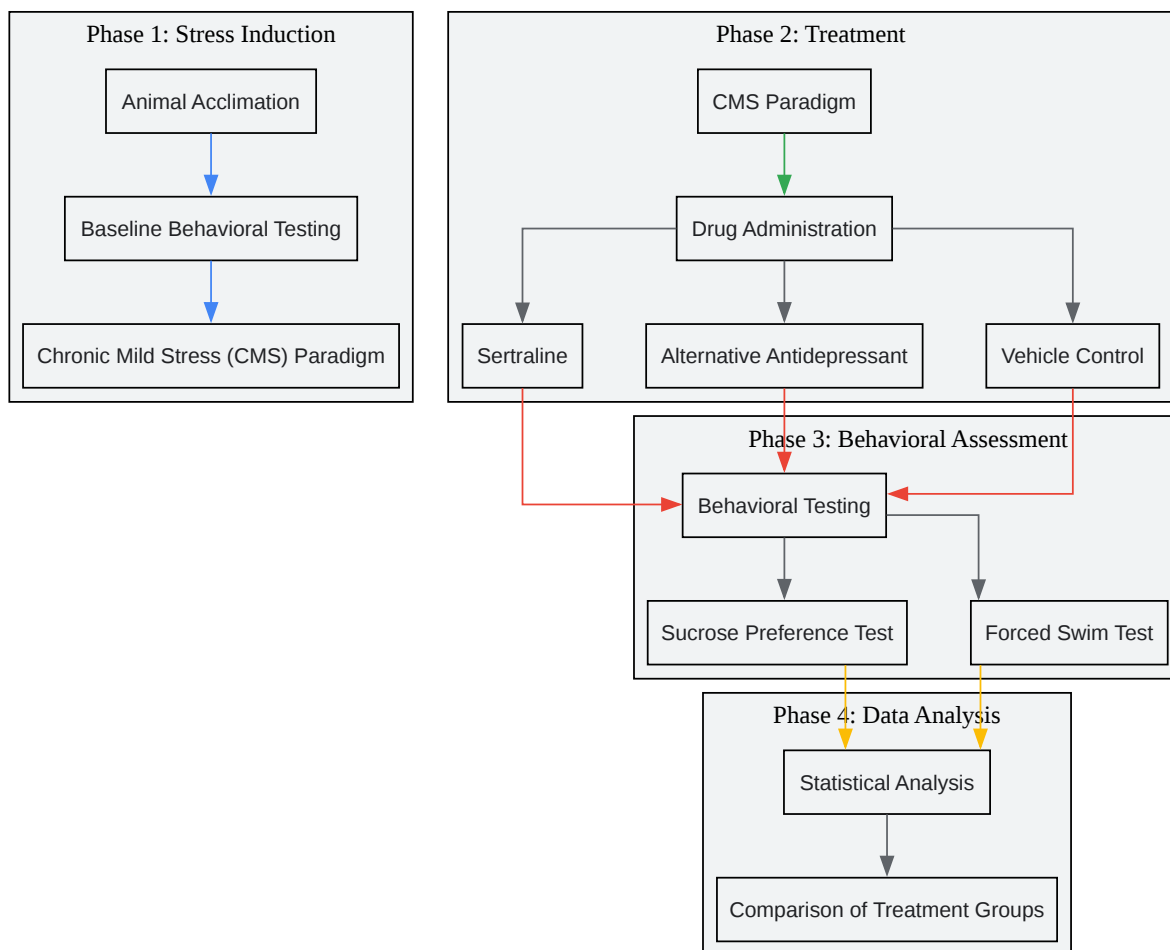 Phase 1: Stress Induction
Animal Acclimation
Baseline Behavioral Testing
Chronic Mild Stress (CMS) Paradigm
Phase 2: Treatment
CMS Paradigm
Drug Administration
Sertraline
Alternative Antidepressant
Vehicle Control
Phase 3: Behavioral Assessment
Behavioral Testing
Sucrose Preference Test
Forced Swim Test
Phase 4: Data Analysis
Statistical Analysis
Comparison of Treatment Groups